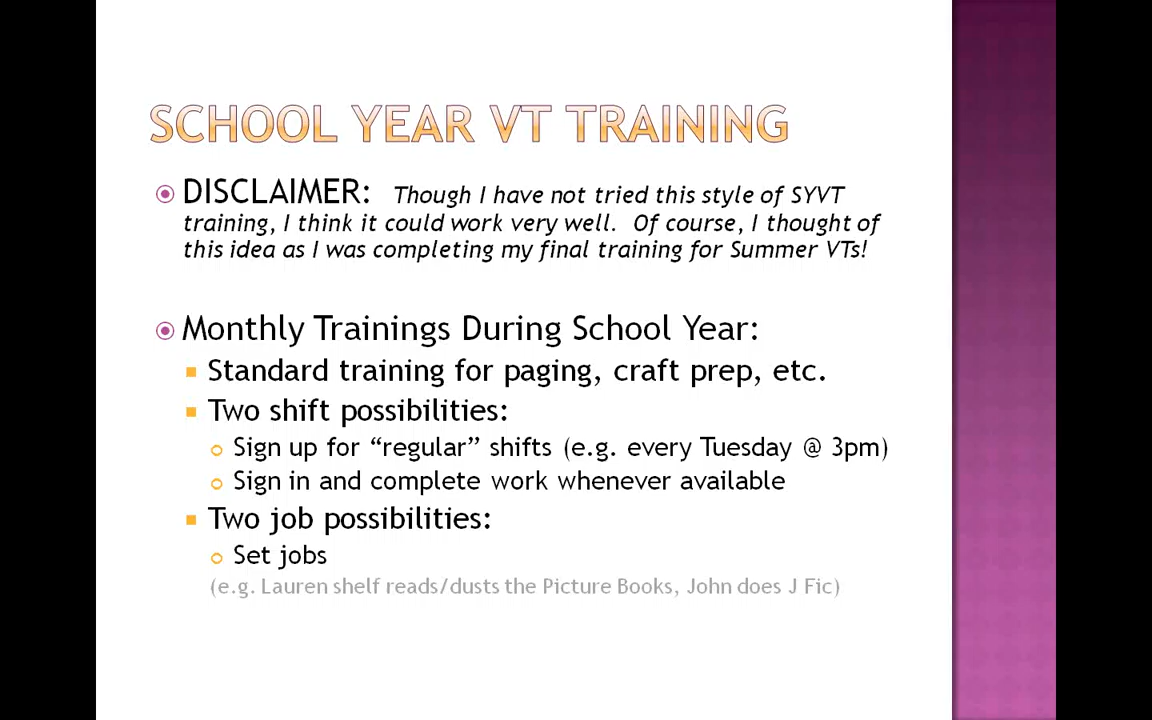 SCHOOL YEAR VT TRAINING
DISCLAIMER: Though I have not tried this style of SYVT
training, I think it could work very well. Of course, I thought of
this idea as I was completing my final training for Summer VTs!
Monthly Trainings During School Year:
Standard training for paging, craft prep, etc.
Two shift possibilities:
Sign up for “regular” shifts (e.g. every Tuesday @ 3pm)
Sign in and complete work whenever available
Two job possibilities:
Set jobs
(e.g. Lauren shelf reads/dusts the Picture Books, John does J Fic)